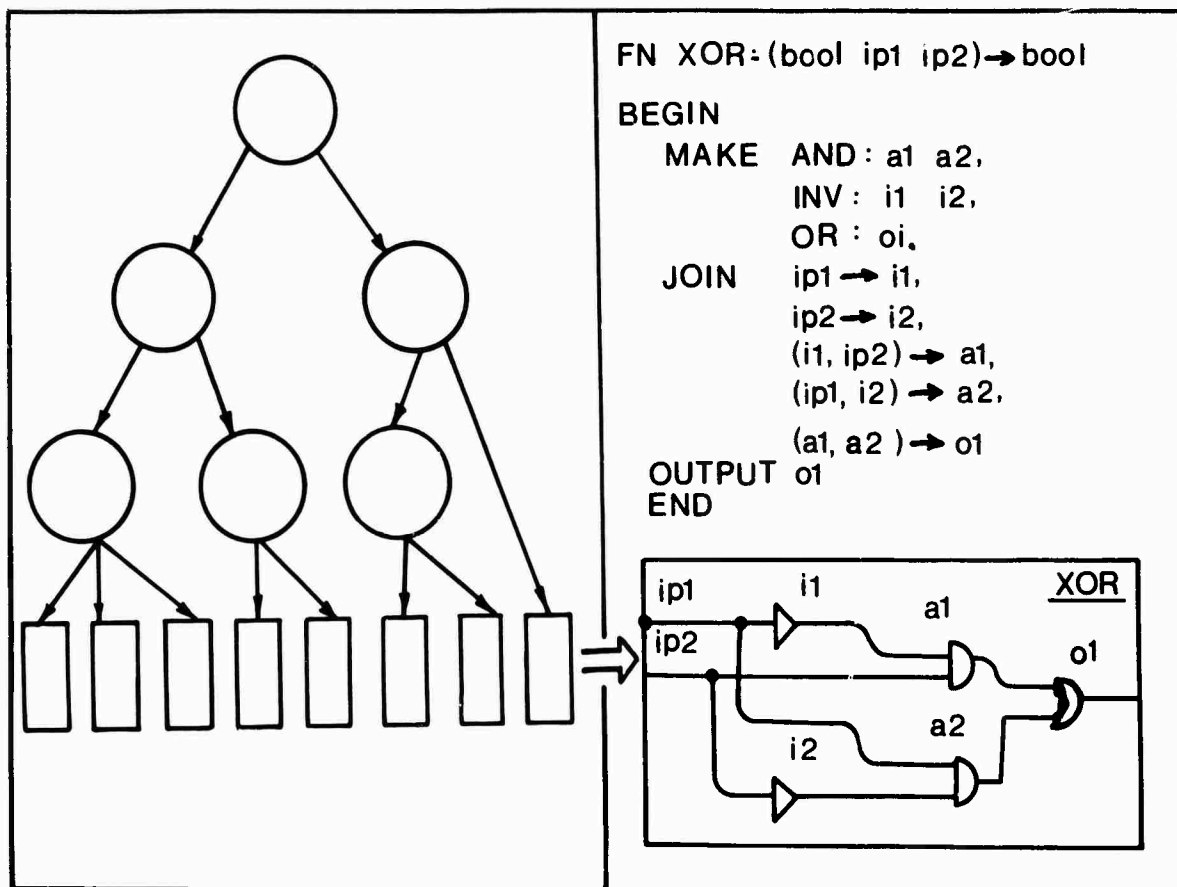 FN XOR:(bool ip1 ip2)→bool
BEGIN
MAKE AND: a1 a2,
INV: i1 i2,
OR: oi.
JOIN ip1→i1,
ip2→i2,
(i1, ip2)→a1,
(ip1, i2)→a2,
(a1, a2)→o1
OUTPUT o1
END
XOR
ip1
i1
a1
ip2
o1
a2
i2